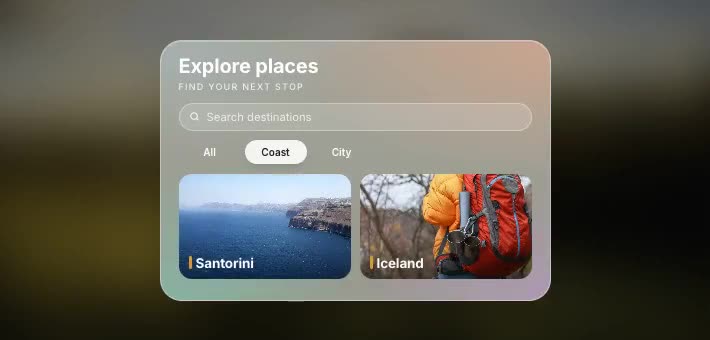 Explore places
FIND YOUR NEXT STOP
Search destinations
All Coast City
Santorini Iceland